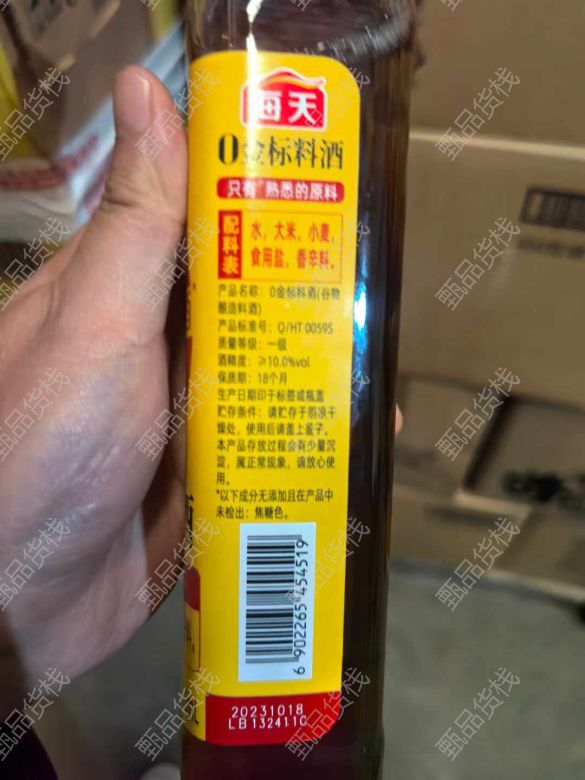 海天
0金标料酒
只有"熟悉的原料
配料表
水，大米，小麦，
食用盐，香辛料。
产品名称：0金标料酒(谷物
酿造料酒)
产品标准号：Q/HT 0059S
质量等级：一级
酒精度：≥10.0%vol
保质期：18个月
生产日期印于标签或瓶盖
贮存条件：请贮存于阴凉干
燥处，使用后请盖上盖子。
本产品存放过程会有少量沉
淀，属正常现象，请放心使
用。
*以下成分无添加且在产品中
未检出：焦糖色。
6 902265 454519
20231018
LB132411C
甄品货栈